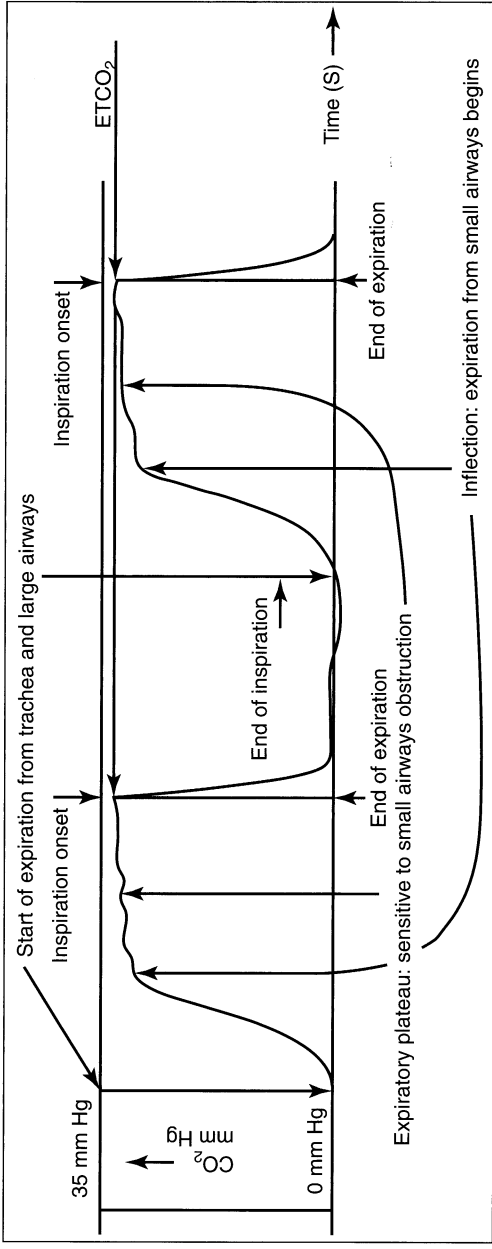 Start of expiration from trachea and large airways
Inspiration onset
Inspiration onset
ETCO2
35 mm Hg
CO2
mm Hg
0 mm Hg
End of inspiration
Time (S)
End of expiration
End of expiration
Expiratory plateau: sensitive to small airways obstruction
Inflection: expiration from small airways begins